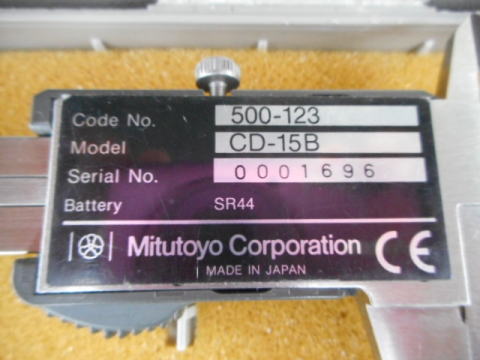 Code No. 500-123
Model CD-15B
Serial No. 0001696
Battery SR44
Mitutoyo Corporation CE
MADE IN JAPAN